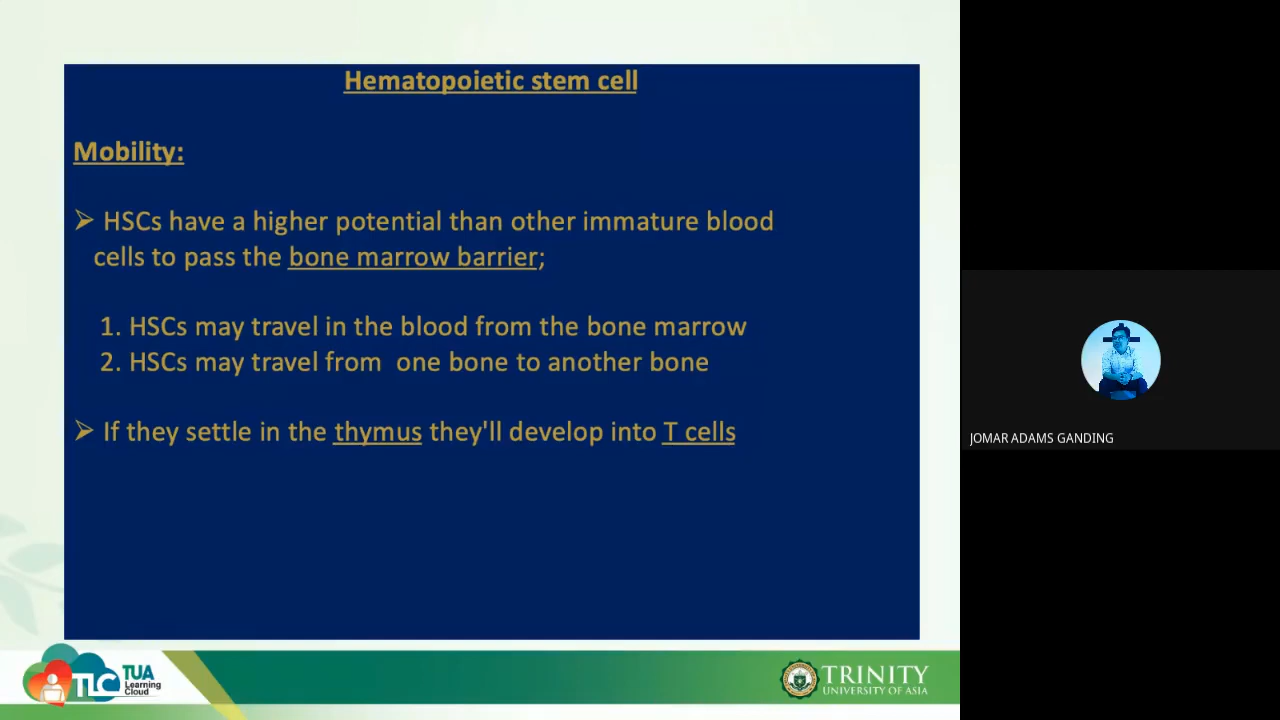 Hematopoietic stem cell
Mobility:
➢ HSCs have a higher potential than other immature blood
cells to pass the bone marrow barrier;
1. HSCs may travel in the blood from the bone marrow
2. HSCs may travel from  one bone to another bone
➢ If they settle in the thymus they'll develop into T cells
JOMAR ADAMS GANDING
TLC TUA
Learning
Cloud
TRINITY
UNIVERSITY OF ASIA